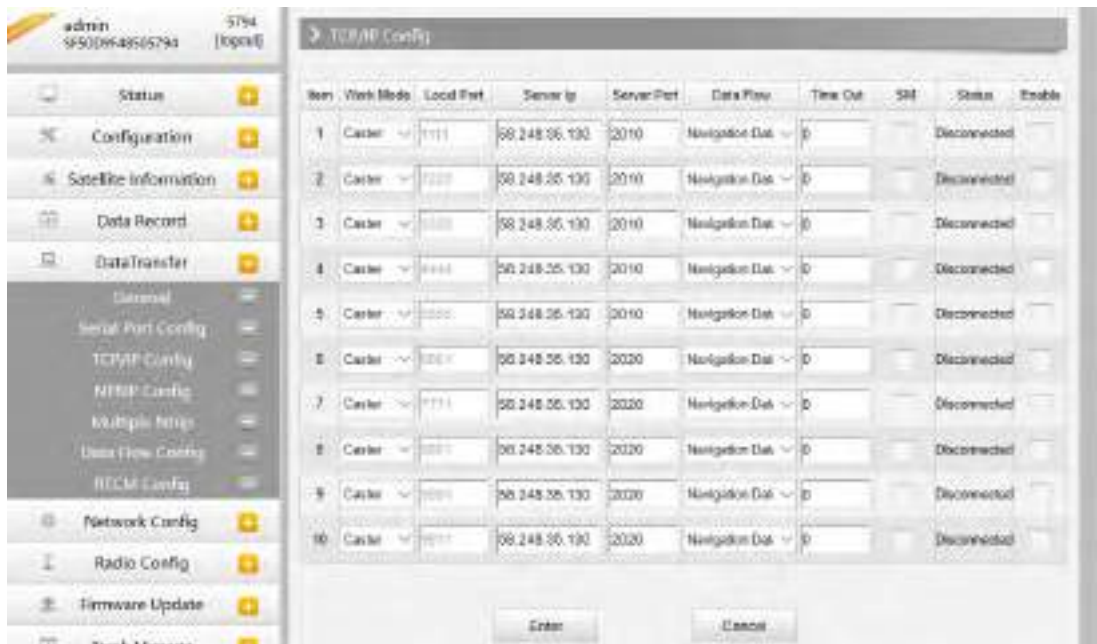 admin 5794
[logout]
TCP/IP Config
Status
Configuration
Satellite Information
Data Record
DataTransfer
General
Serial Port Config
TCP/IP Config
NTRIP Config
Multiple Ntrip
Data Flow Config
RTCM Config
Network Config
Radio Config
Firmware Update
Item Work Mode Local Port Server Ip Server Port Data Flow Time Out Status Enable
1 Caster 1111 58.248.35.130 2010 Navigation Dat 0 Disconnected
2 Caster 58.248.35.130 2010 Navigation Dat 0 Disconnected
3 Caster 58.248.35.130 2010 Navigation Dat 0 Disconnected
4 Caster 58.248.35.130 2010 Navigation Dat 0 Disconnected
5 Caster 58.248.35.130 2010 Navigation Dat 0 Disconnected
6 Caster 58.248.35.130 2020 Navigation Dat 0 Disconnected
7 Caster 58.248.35.130 2020 Navigation Dat 0 Disconnected
8 Caster 58.248.35.130 2020 Navigation Dat 0 Disconnected
9 Caster 58.248.35.130 2020 Navigation Dat 0 Disconnected
10 Caster 58.248.35.130 2020 Navigation Dat 0 Disconnected
Enter Cancel